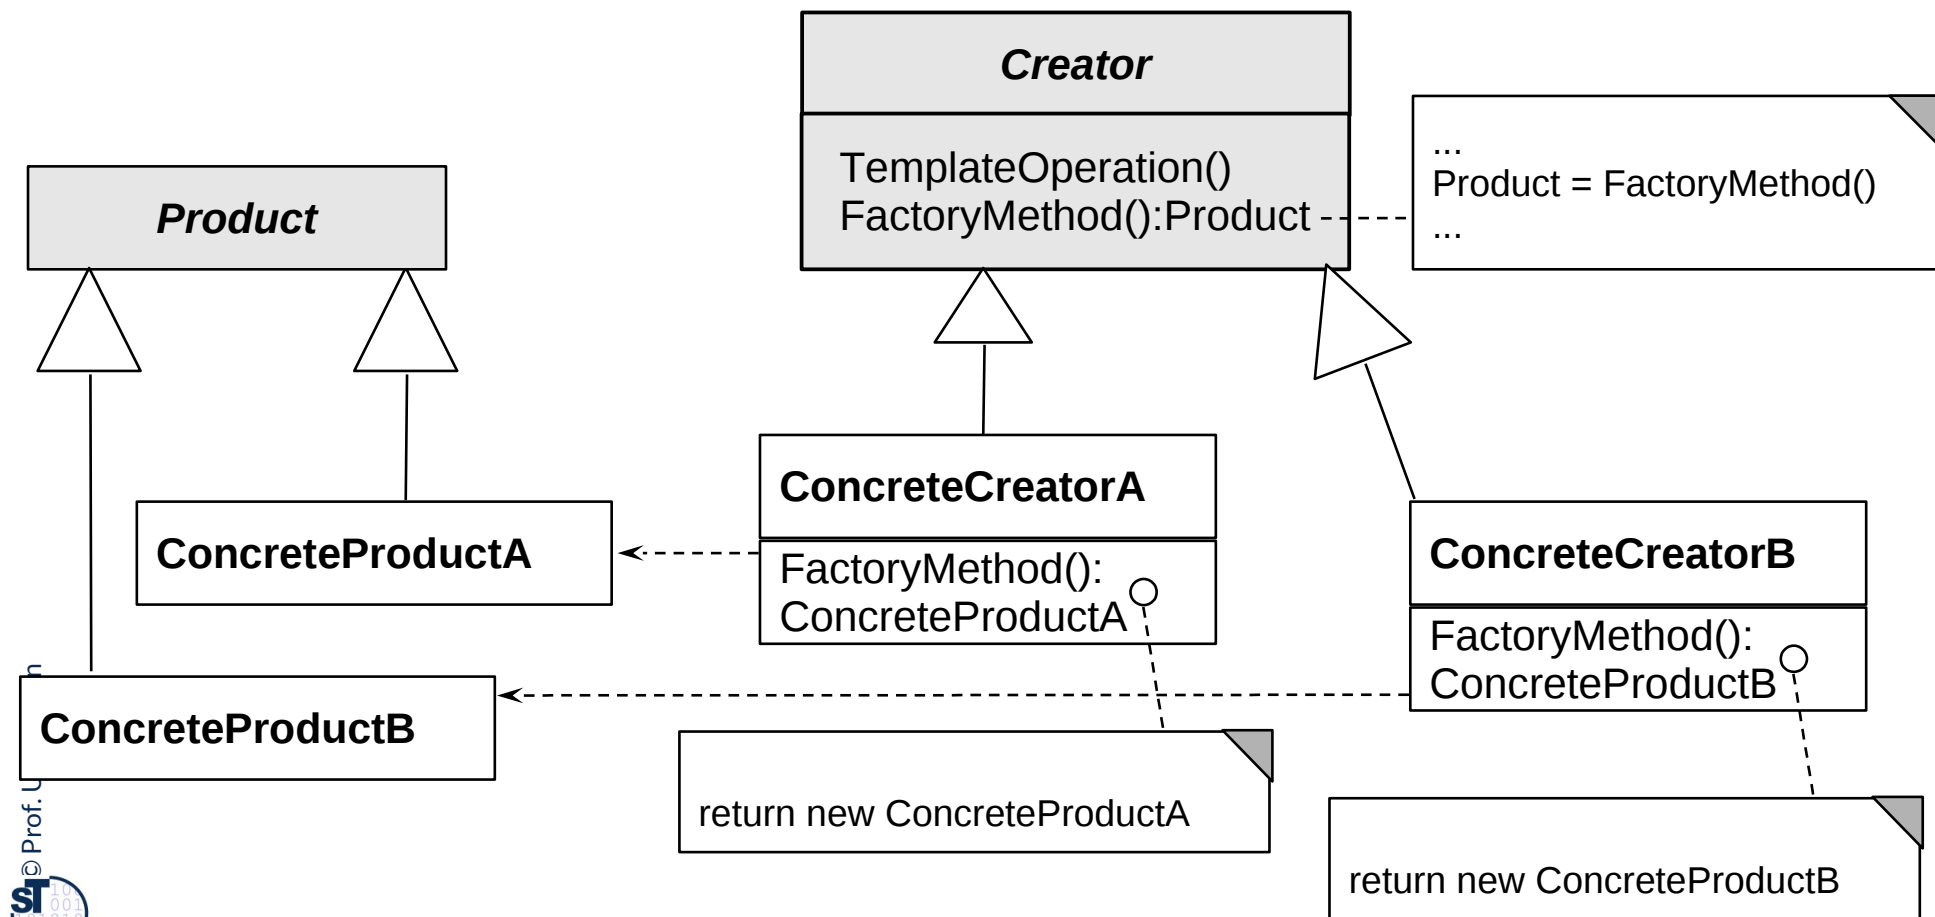 Creator
TemplateOperation()
FactoryMethod():Product
...
Product = FactoryMethod()
...
Product
ConcreteCreatorA
FactoryMethod():
ConcreteProductA
ConcreteProductA
ConcreteCreatorB
FactoryMethod():
ConcreteProductB
ConcreteProductB
return new ConcreteProductA
return new ConcreteProductB
© Prof. U
ST